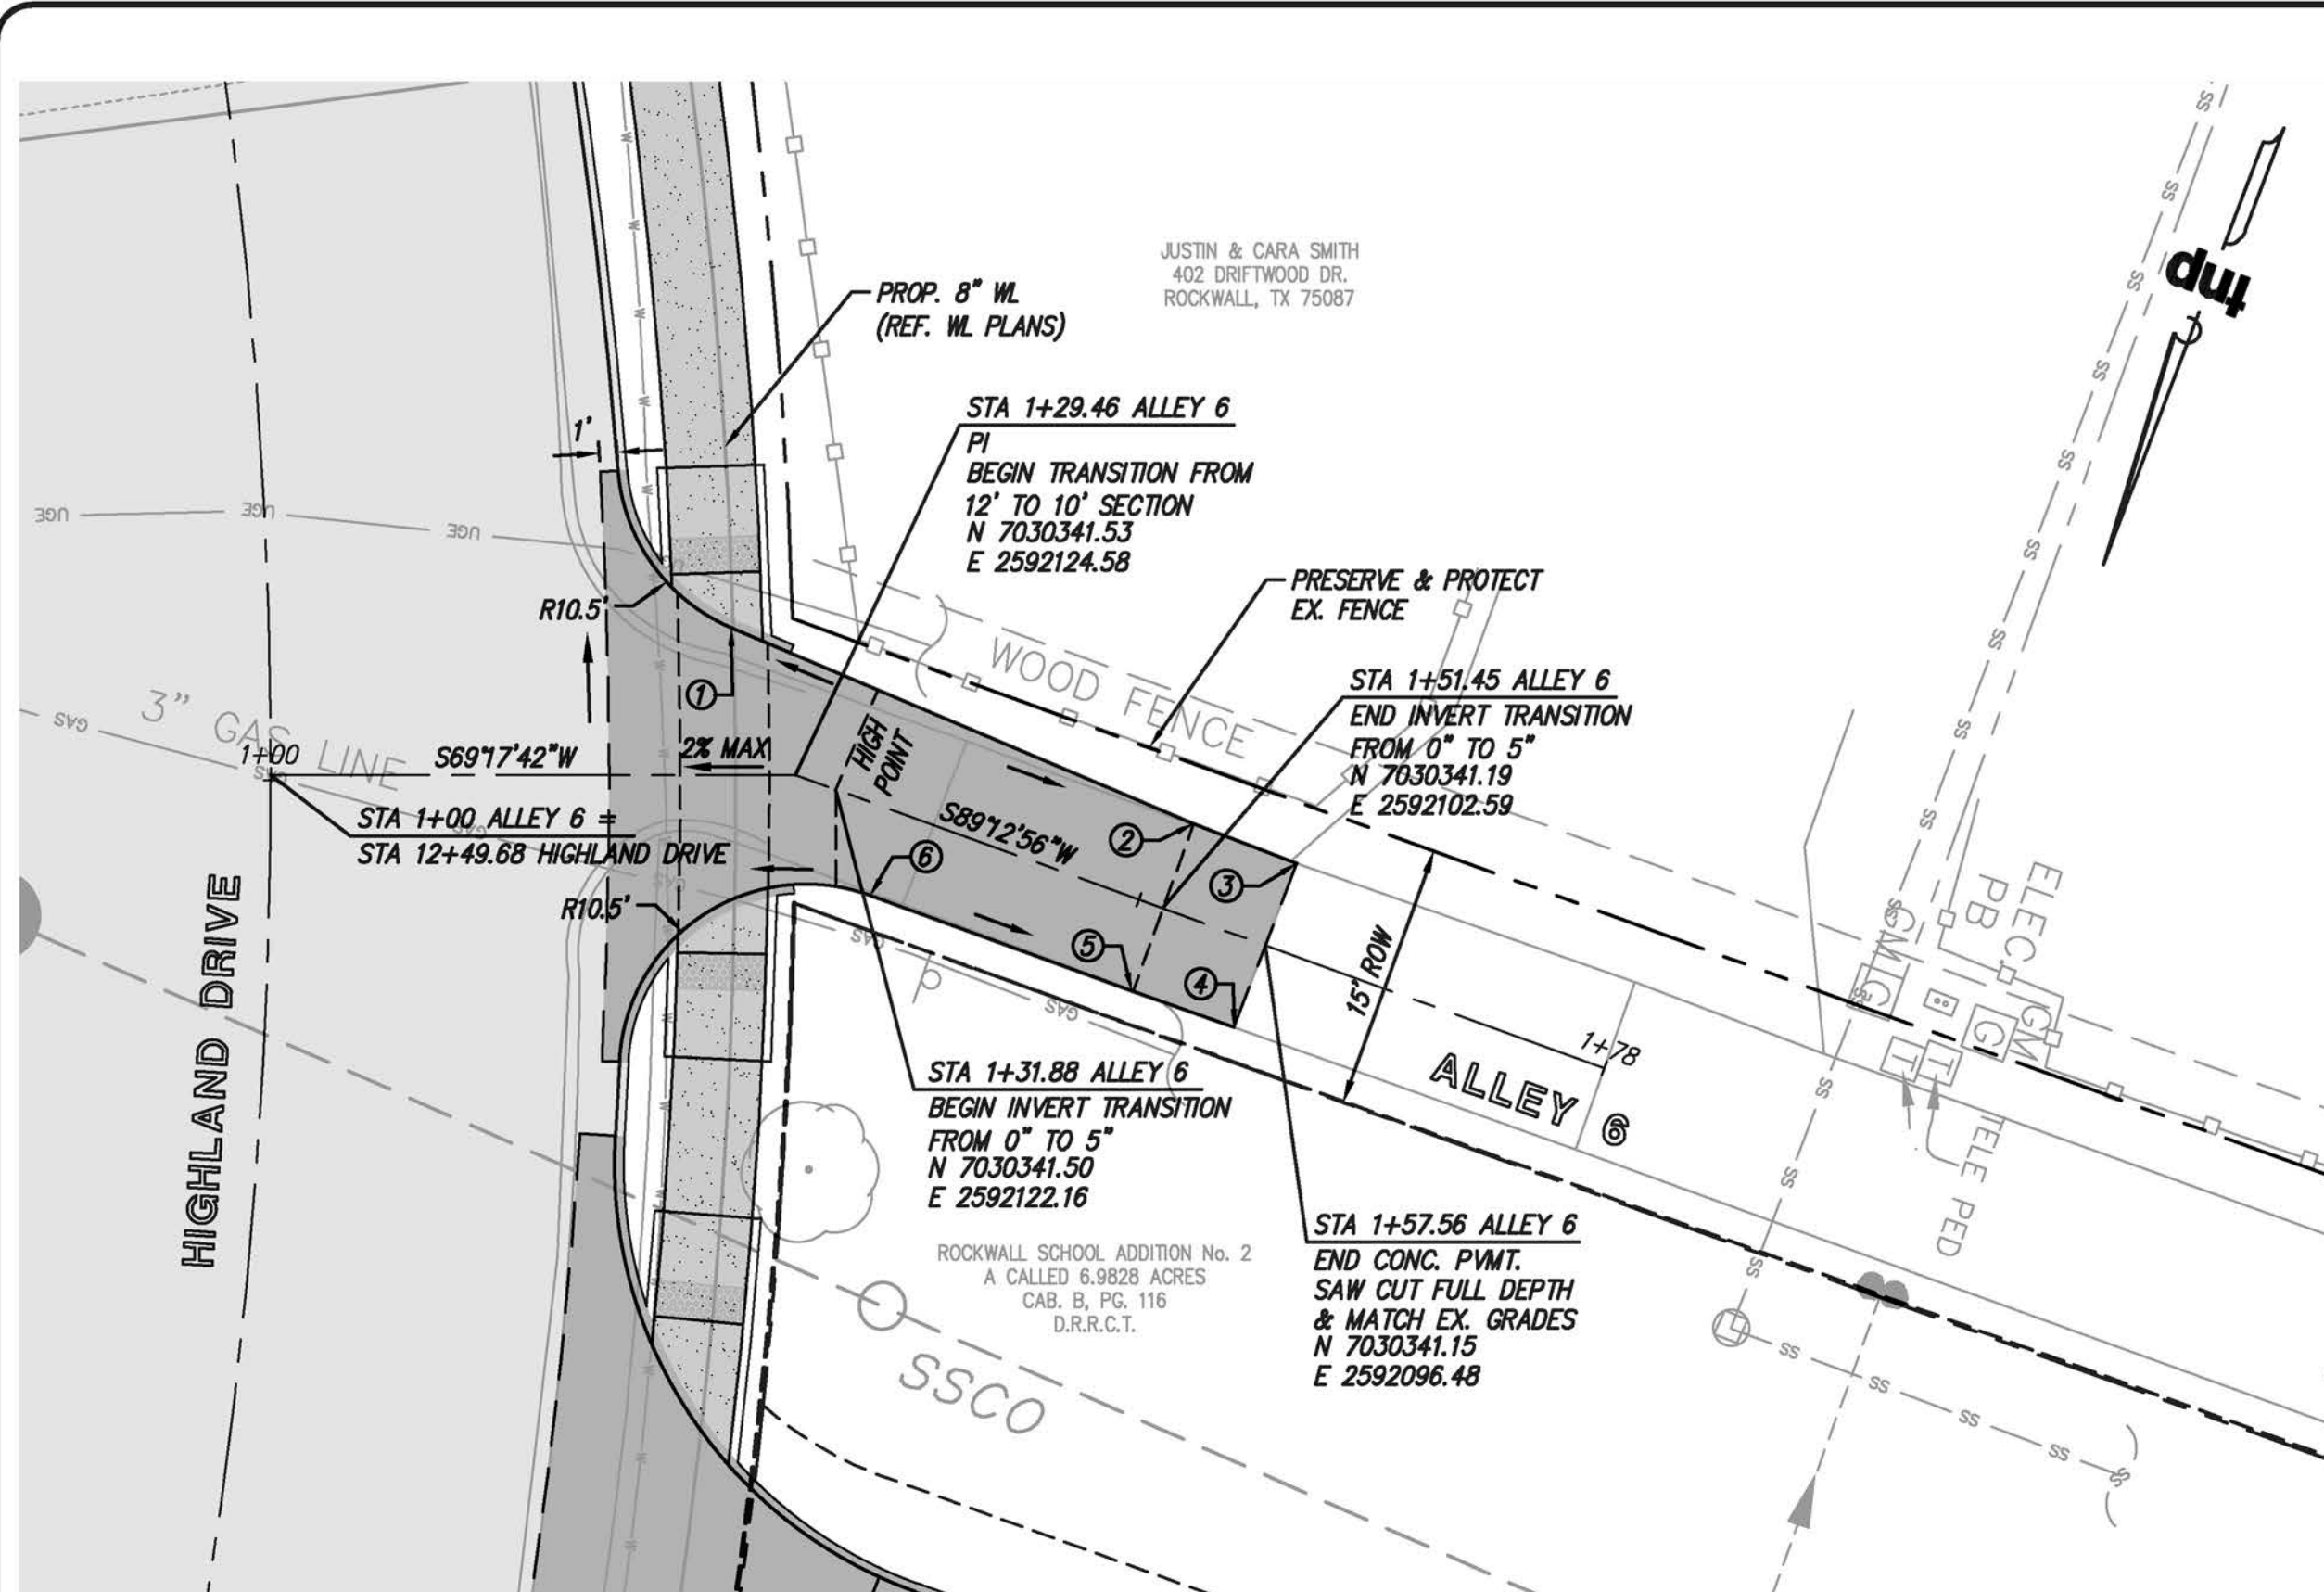 JUSTIN & CARA SMITH
402 DRIFTWOOD DR.
ROCKWALL, TX 75087
tnp
PROP. 8" WL
(REF. WL PLANS)
STA 1+29.46 ALLEY 6
PI
BEGIN TRANSITION FROM
12' TO 10' SECTION
N 7030341.53
E 2592124.58
1'
UGE
UGE
UGE
R10.5'
PRESERVE & PROTECT
EX. FENCE
WOOD FENCE
STA 1+51.45 ALLEY 6
END INVERT TRANSITION
FROM 0" TO 5"
N 7030341.19
E 2592102.59
1
3" GAS LINE
GAS
1+00
S69°17'42"W
2% MAX
HIGH
POINT
STA 1+00 ALLEY 6 =
STA 12+49.68 HIGHLAND DRIVE
S89°12'56"W
2
3
6
5
4
R10.5'
HIGHLAND DRIVE
GAS
GAS
15' ROW
1+78
ALLEY 6
ELEC.
PB
GM
G
G
GM
T
T
TELE PED
STA 1+31.88 ALLEY 6
BEGIN INVERT TRANSITION
FROM 0" TO 5"
N 7030341.50
E 2592122.16
STA 1+57.56 ALLEY 6
END CONC. PVMT.
SAW CUT FULL DEPTH
& MATCH EX. GRADES
N 7030341.15
E 2592096.48
ROCKWALL SCHOOL ADDITION No. 2
A CALLED 6.9828 ACRES
CAB. B, PG. 116
D.R.R.C.T.
SSCO
SS
SS
SS
SS
SS